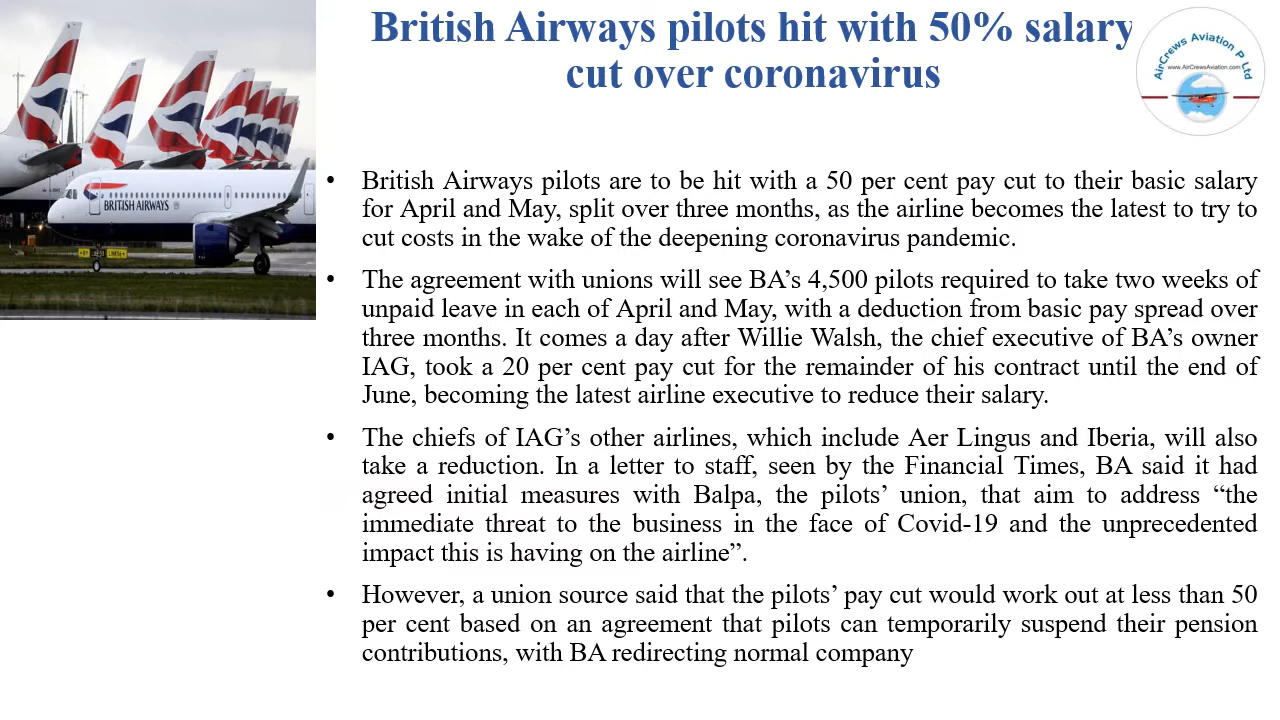 British Airways pilots hit with 50% salary
cut over coronavirus
AirCrews Aviation P Ltd
www.AirCrewsAviation.com
BRITISH AIRWAYS
• British Airways pilots are to be hit with a 50 per cent pay cut to their basic salary
for April and May, split over three months, as the airline becomes the latest to try to
cut costs in the wake of the deepening coronavirus pandemic.
• The agreement with unions will see BA’s 4,500 pilots required to take two weeks of
unpaid leave in each of April and May, with a deduction from basic pay spread over
three months. It comes a day after Willie Walsh, the chief executive of BA’s owner
IAG, took a 20 per cent pay cut for the remainder of his contract until the end of
June, becoming the latest airline executive to reduce their salary.
• The chiefs of IAG’s other airlines, which include Aer Lingus and Iberia, will also
take a reduction. In a letter to staff, seen by the Financial Times, BA said it had
agreed initial measures with Balpa, the pilots’ union, that aim to address “the
immediate threat to the business in the face of Covid-19 and the unprecedented
impact this is having on the airline”.
• However, a union source said that the pilots’ pay cut would work out at less than 50
per cent based on an agreement that pilots can temporarily suspend their pension
contributions, with BA redirecting normal company